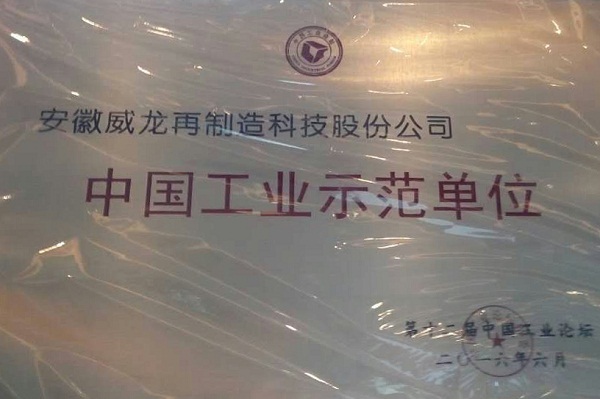 安徽威龙再制造科技股份公司
中国工业示范单位
第十二届中国工业论坛
二〇一六年六月